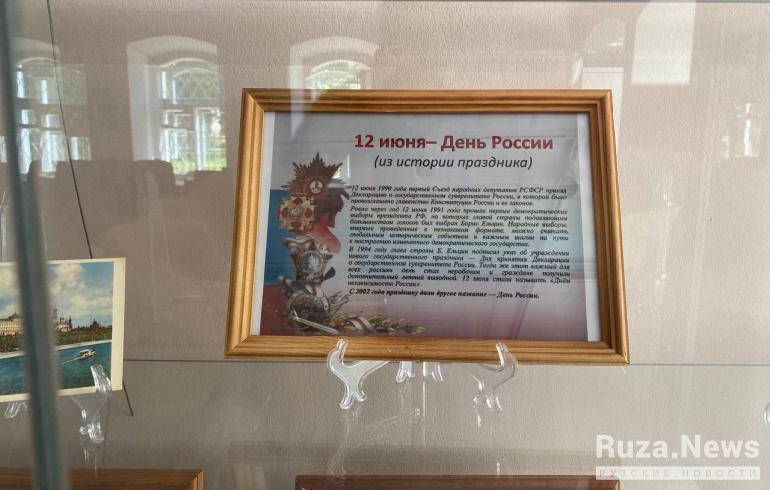 12 июня– День России
(из истории праздника)
12 июня 1990 года первый Съезд народных депутатов РСФСР принял
Декларацию о государственном суверенитете России, в которой было
провозглашено главенство Конституции России и ее законов.
Ровно через год 12 июня 1991 года прошли первые демократические
выборы президента РФ, на которых главой страны подавляющим
большинством голосов был выбран Борис Ельцин. Народные выборы,
впервые проведенные в незнакомом формате, можно считать
глобальным историческим событием и важным шагом на пути
к построению изменённого демократического государства.
В 1994 году глава страны Б. Ельцин подписал указ об учреждении
нового государственного праздника — Дня принятия Декларации
о государственном суверенитете России. Тогда же этот важный для
всех россиян день стал нерабочим и граждане получили
дополнительный летний выходной. 12 июня стали называть «Днём
независимости России».
С 2002 года празднику дали другое название — День России.
Ruza.News
РУЗСКИЕ НОВОСТИ